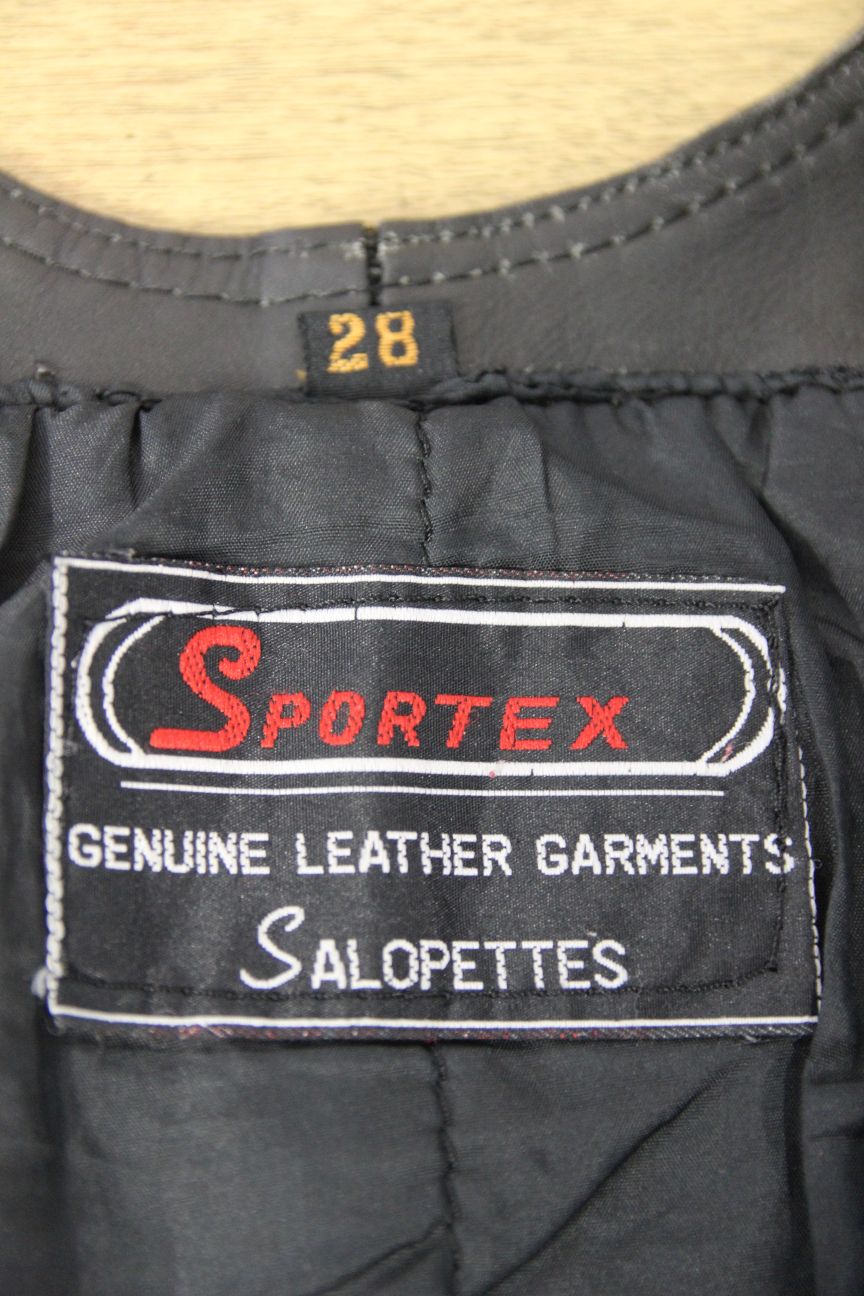 28
SPORTEX
GENUINE LEATHER GARMENTS
SALOPETTES